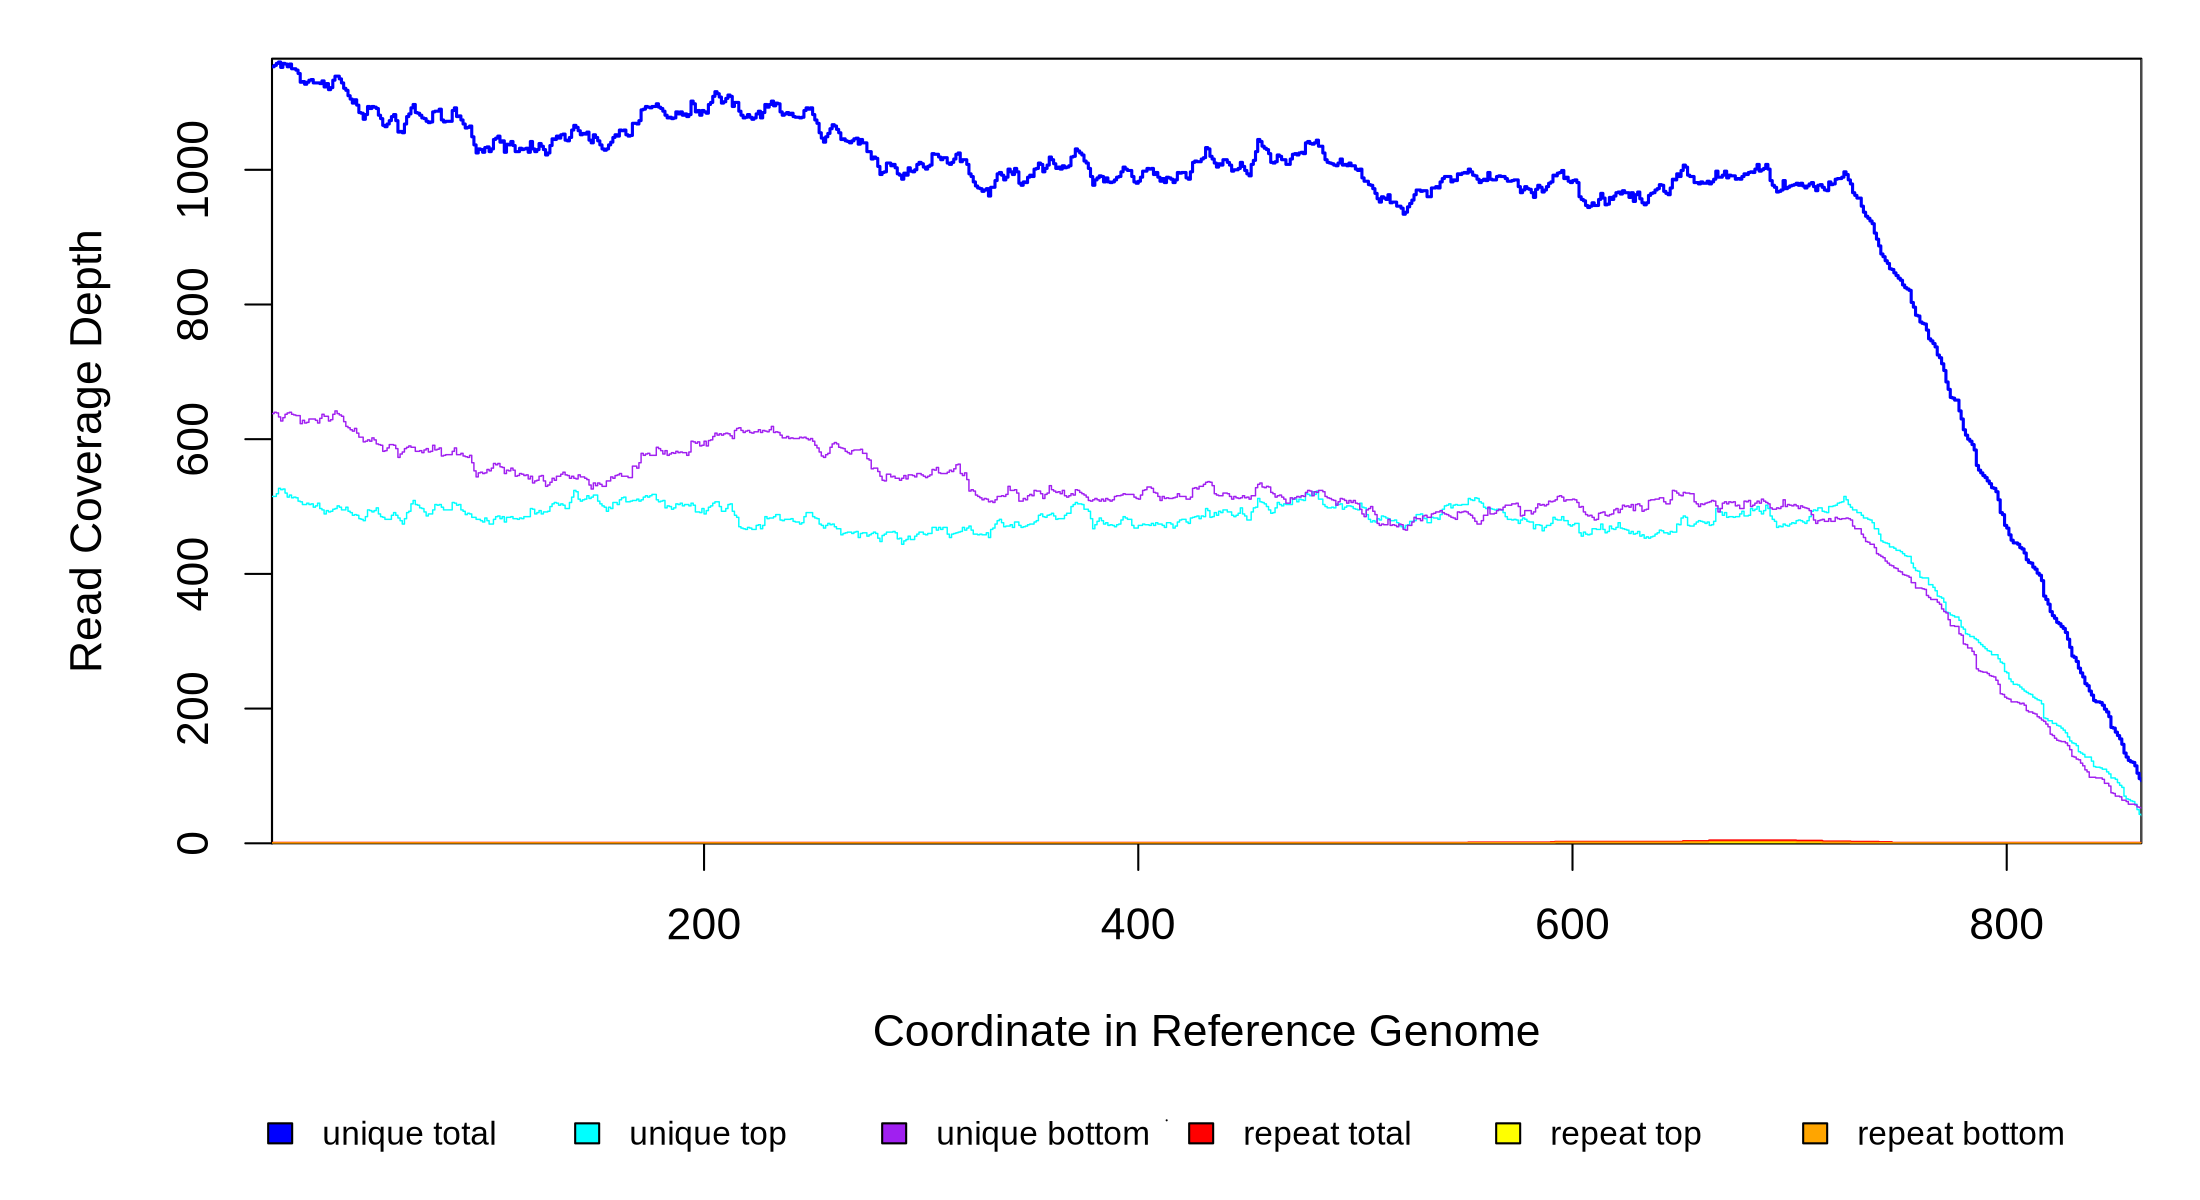 Read Coverage Depth
1000
800
600
400
200
0
200 400 600 800
Coordinate in Reference Genome
unique total unique top unique bottom repeat total repeat top repeat bottom